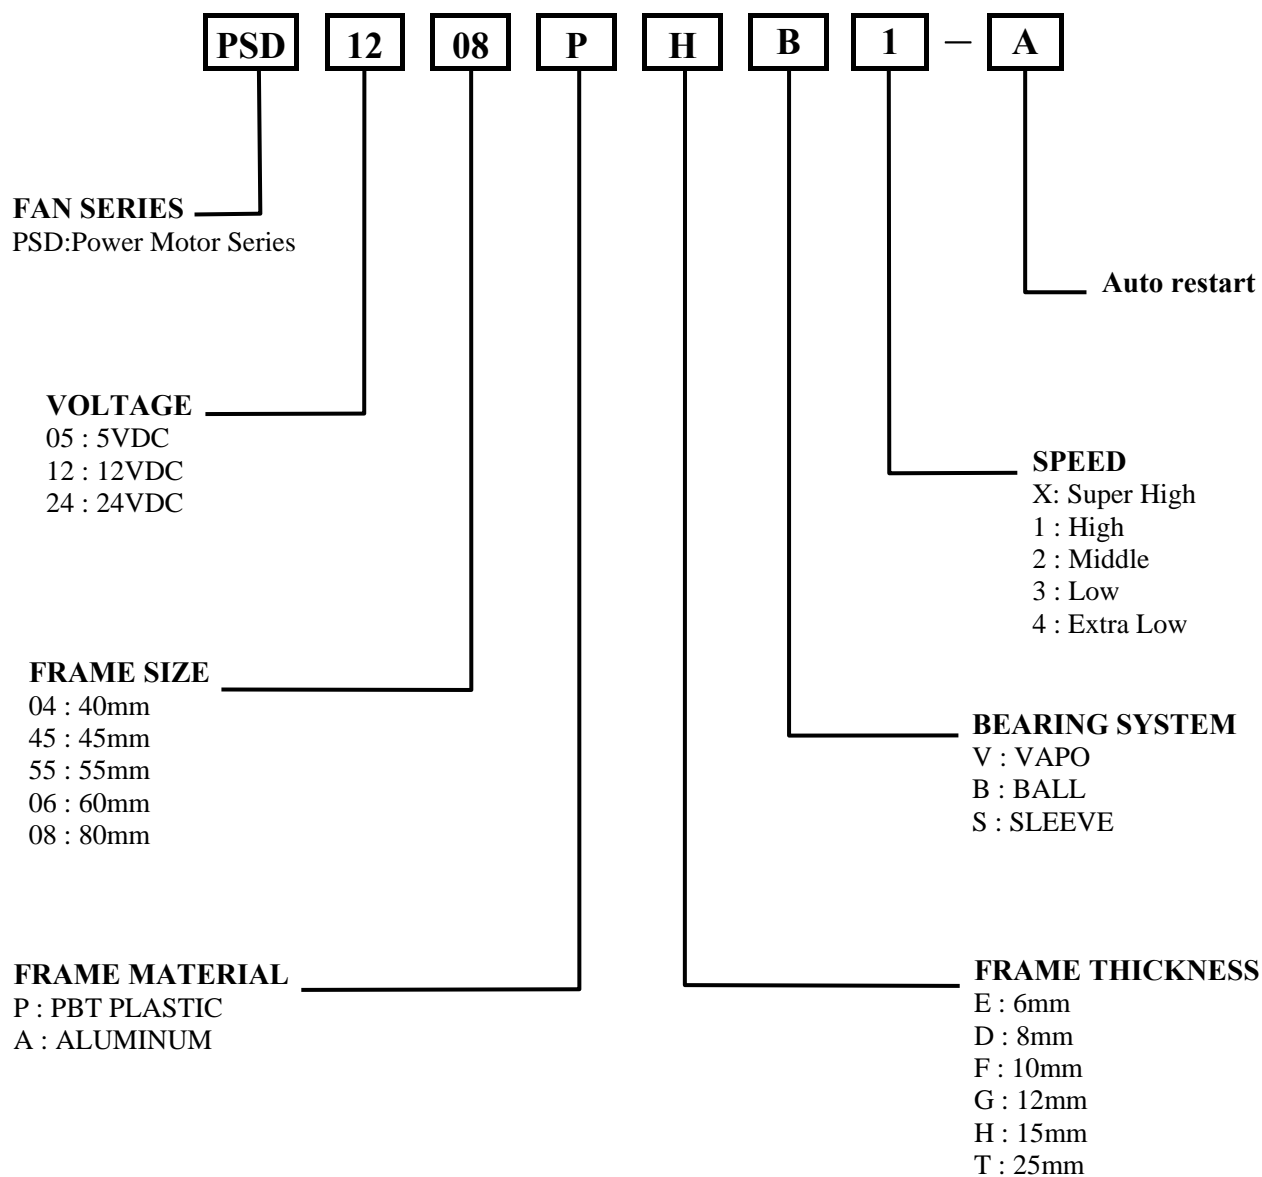 PSD 12 08 P H B 1 — A
FAN SERIES
PSD:Power Motor Series
Auto restart
VOLTAGE
05 : 5VDC
12 : 12VDC
24 : 24VDC
SPEED
X: Super High
1 : High
2 : Middle
3 : Low
4 : Extra Low
FRAME SIZE
04 : 40mm
45 : 45mm
55 : 55mm
06 : 60mm
08 : 80mm
BEARING SYSTEM
V : VAPO
B : BALL
S : SLEEVE
FRAME MATERIAL
P : PBT PLASTIC
A : ALUMINUM
FRAME THICKNESS
E : 6mm
D : 8mm
F : 10mm
G : 12mm
H : 15mm
T : 25mm